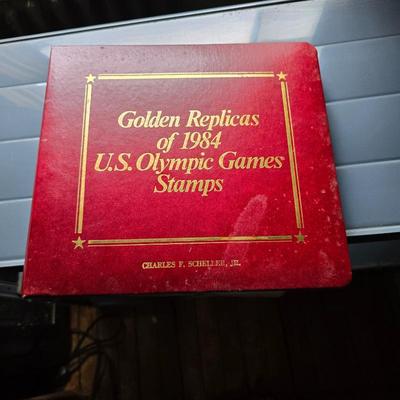 Golden Replicas
of 1984
U.S. Olympic Games
Stamps
CHARLES F. SCHELLER, JR.